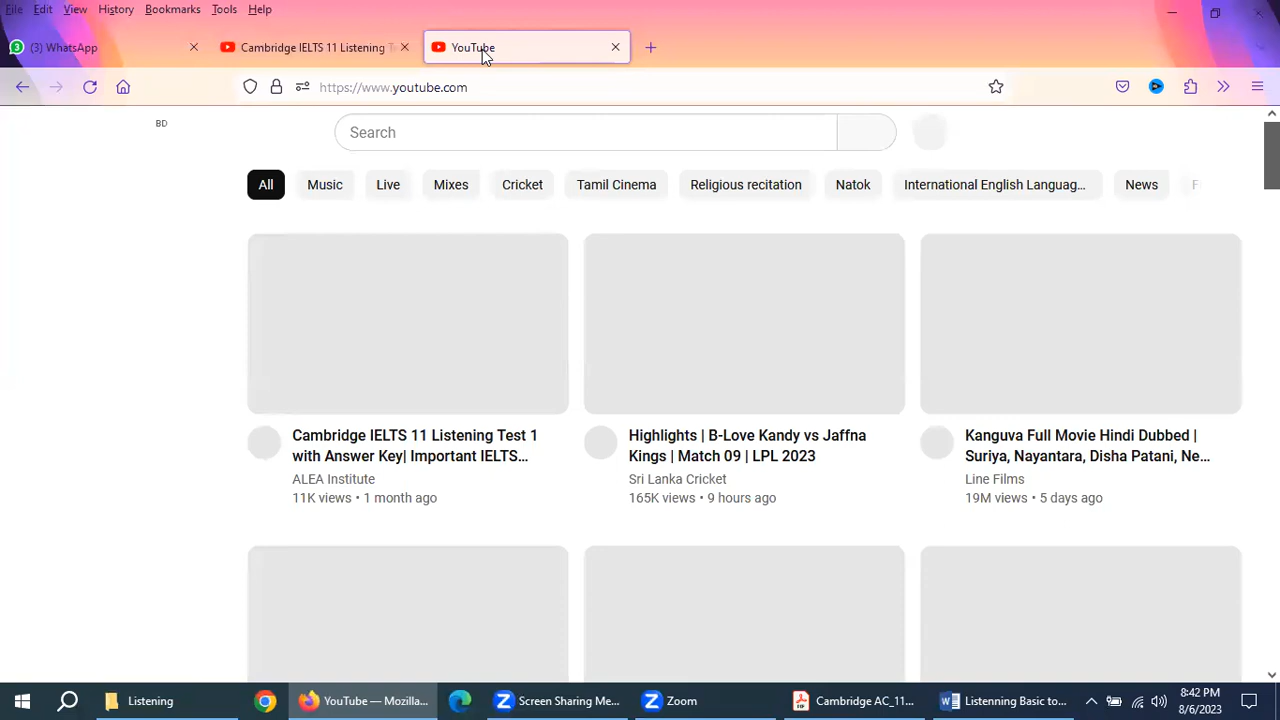 File Edit View History Bookmarks Tools Help
3 (3) WhatsApp
Cambridge IELTS 11 Listening
YouTube
https://www.youtube.com
BD
Search
All Music Live Mixes Cricket Tamil Cinema Religious recitation Natok International English Languag... News
Cambridge IELTS 11 Listening Test 1
with Answer Key| Important IELTS...
ALEA Institute
11K views • 1 month ago
Highlights | B-Love Kandy vs Jaffna
Kings | Match 09 | LPL 2023
Sri Lanka Cricket
165K views • 9 hours ago
Kanguva Full Movie Hindi Dubbed |
Suriya, Nayantara, Disha Patani, Ne...
Line Films
19M views • 5 days ago
Listening
YouTube — Mozilla...
Screen Sharing Me...
Zoom
Cambridge AC_11...
Listenning Basic to...
8:42 PM
8/6/2023